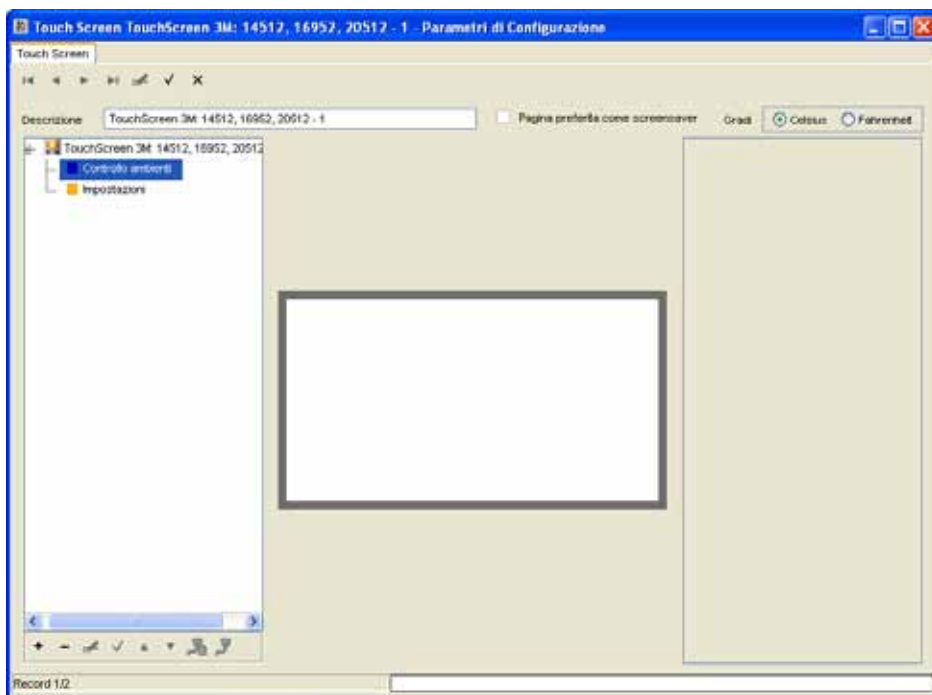 Touch Screen TouchScreen 3M: 14512, 16952, 20512 - 1 - Parametri di Configurazione
Touch Screen
Descrizione
TouchScreen 3M: 14512, 16952, 20512 - 1
Pagina preferita come screensaver
Gradi
Celsius
Fahrenheit
TouchScreen 3M: 14512, 16952, 20512
Controllo ambienti
Impostazioni
Record 1/2